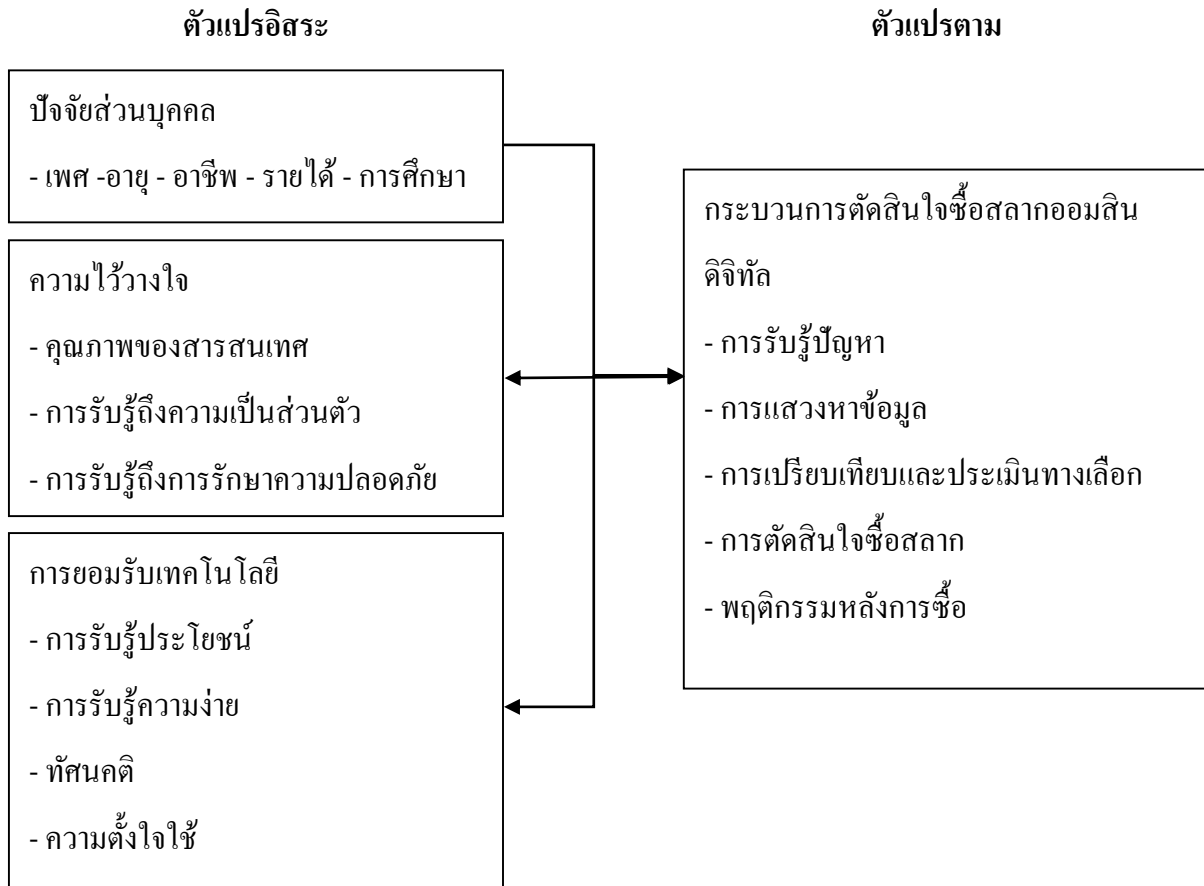 ตัวแปรอิสระ
ตัวแปรตาม
ปัจจัยส่วนบุคคล
- เพศ -อายุ - อาชีพ - รายได้ - การศึกษา
ความไว้วางใจ
- คุณภาพของสารสนเทศ
- การรับรู้ถึงความเป็นส่วนตัว
- การรับรู้ถึงการรักษาความปลอดภัย
การยอมรับเทคโนโลยี
- การรับรู้ประโยชน์
- การรับรู้ความง่าย
- ทัศนคติ
- ความตั้งใจใช้
กระบวนการตัดสินใจซื้อสลากออมสิน
ดิจิทัล
- การรับรู้ปัญหา
- การแสวงหาข้อมูล
- การเปรียบเทียบและประเมินทางเลือก
- การตัดสินใจซื้อสลาก
- พฤติกรรมหลังการซื้อ